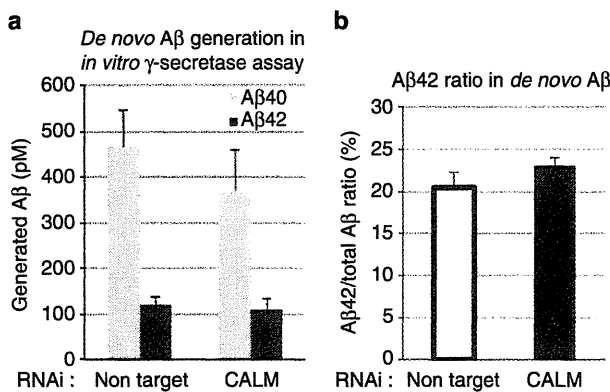 a
De novo Aβ generation in
in vitro γ-secretase assay
Generated Aβ (pM)
600
500
400
300
200
100
0
Aβ40
Aβ42
RNAi : Non target CALM
b
Aβ42 ratio in de novo Aβ
Aβ42/total Aβ ratio (%)
30
25
20
15
10
5
0
RNAi : Non target CALM